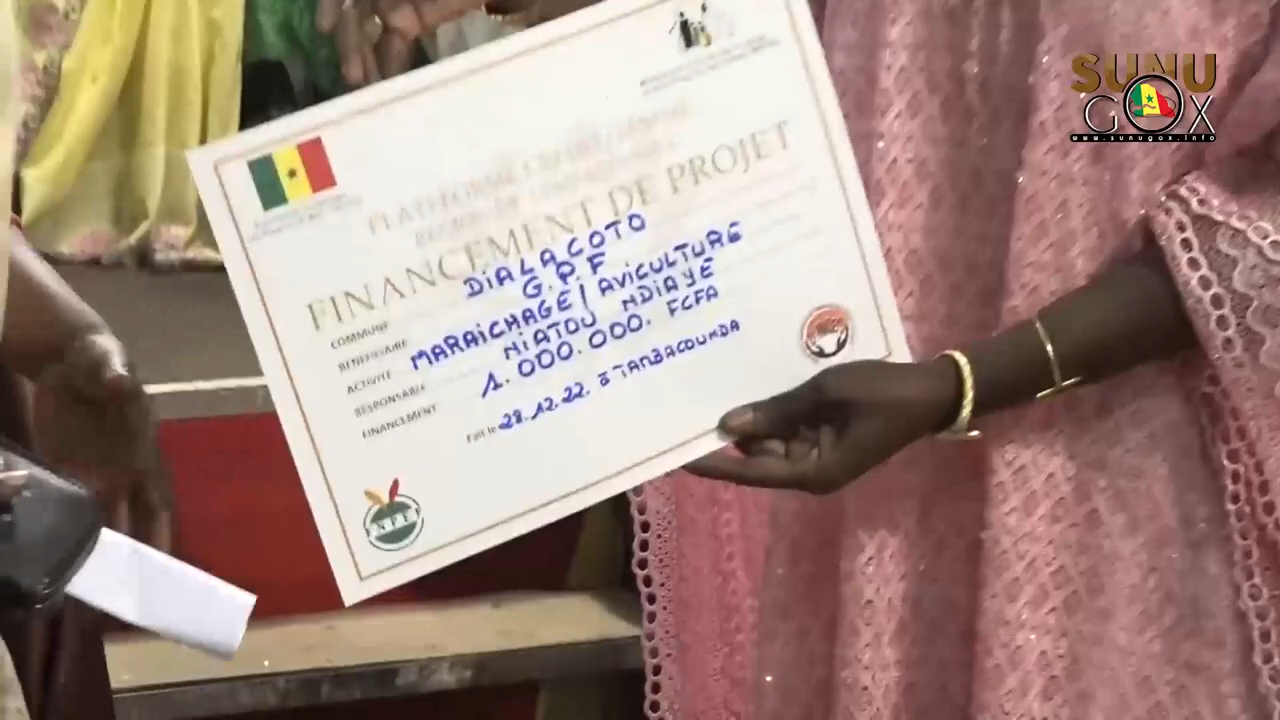 SUNU
GOX
www.sunugox.info
FINANCEMENT DE PROJET
COMMUNE DIALACOTO
BENEFICIAIRE G.P.F
ACTIVITE MARAICHAGE / AVICULTURE
RESPONSABLE NIATOU NDIAYE
FINANCEMENT 1.000.000. FCFA
Fait le 28.12.22. à TAMBACOUNDA